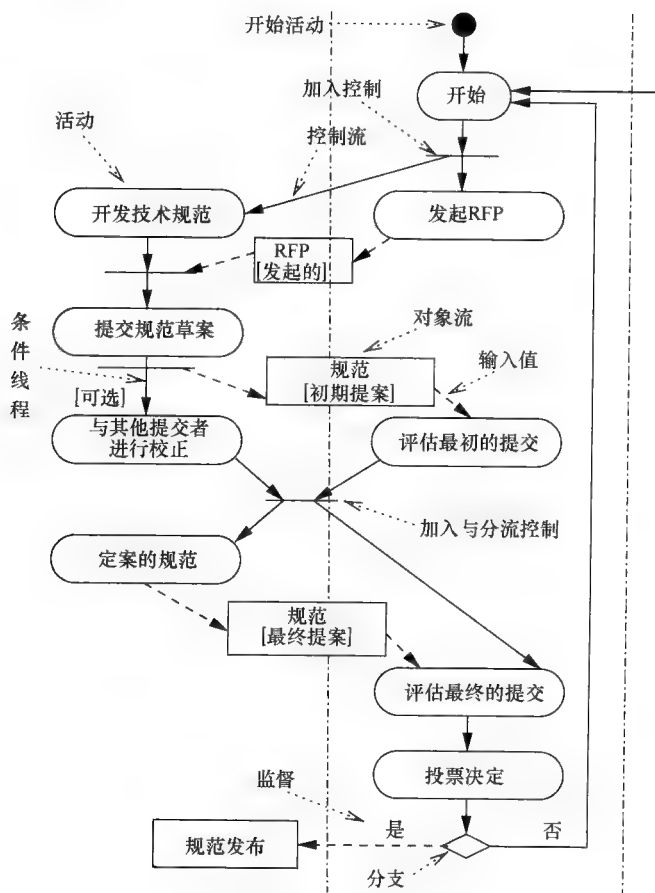 开始活动
加入控制
开始
活动
控制流
开发技术规范
发起RFP
RFP
[发起的]
条件线程
提交规范草案
对象流
规范
[初期提案]
输入值
[可选]
与其他提交者
进行校正
评估最初的提交
加入与分流控制
定案的规范
规范
[最终提案]
评估最终的提交
投票决定
监督
是
否
规范发布
分支